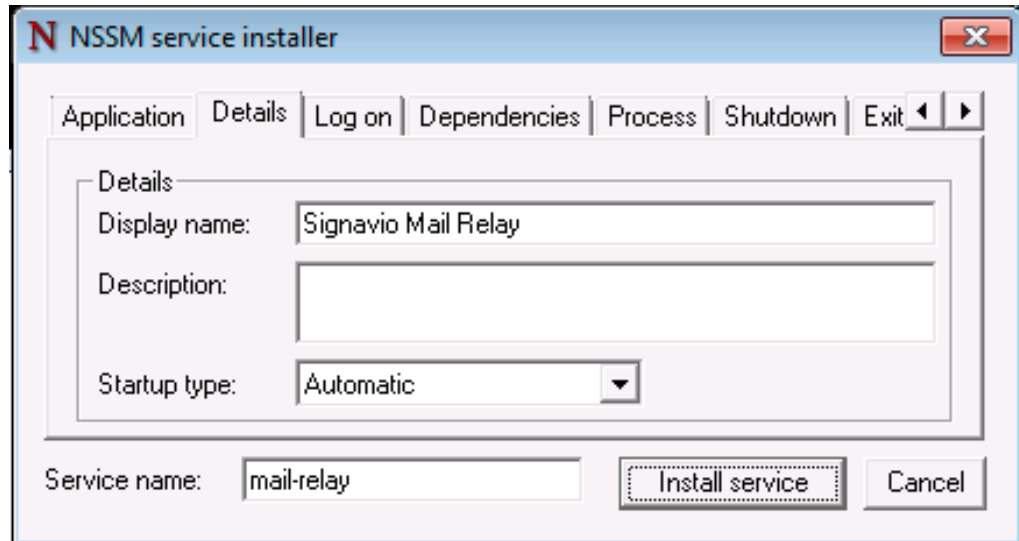 N NSSM service installer
Application Details Log on Dependencies Process Shutdown Exit
Details
Display name: Signavio Mail Relay
Description:
Startup type: Automatic
Service name: mail-relay Install service Cancel